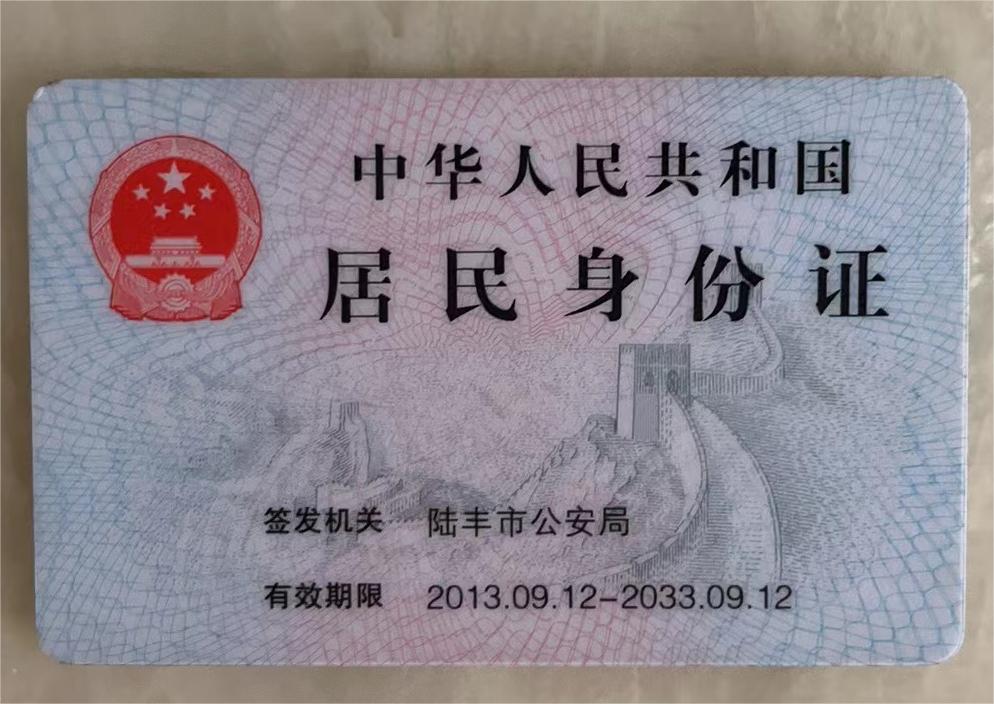 中华人民共和国
居民身份证
签发机关 陆丰市公安局
有效期限 2013.09.12-2033.09.12